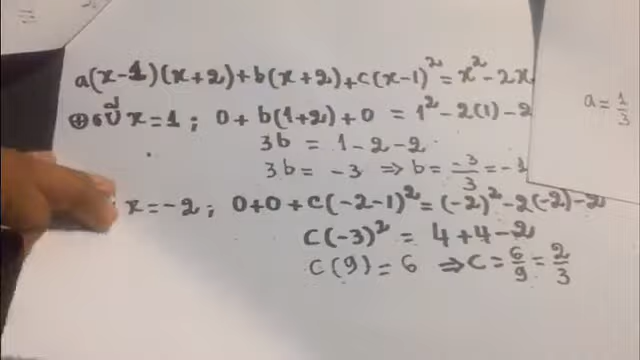 a(x-1)(x+2)+b(x+2)+c(x-1)² = x² - 2x
⊕ បើ x = 1 ; 0 + b(1+2) + 0 = 1² - 2(1) - 2
3b = 1 - 2 - 2
3b = -3 ⇒ b = -3/3 = -1
x = -2 ; 0+0+c(-2-1)² = (-2)² - 2(-2) - 2
c(-3)² = 4 + 4 - 2
c(9) = 6 ⇒ c = 6/9 = 2/3
a = 1/3